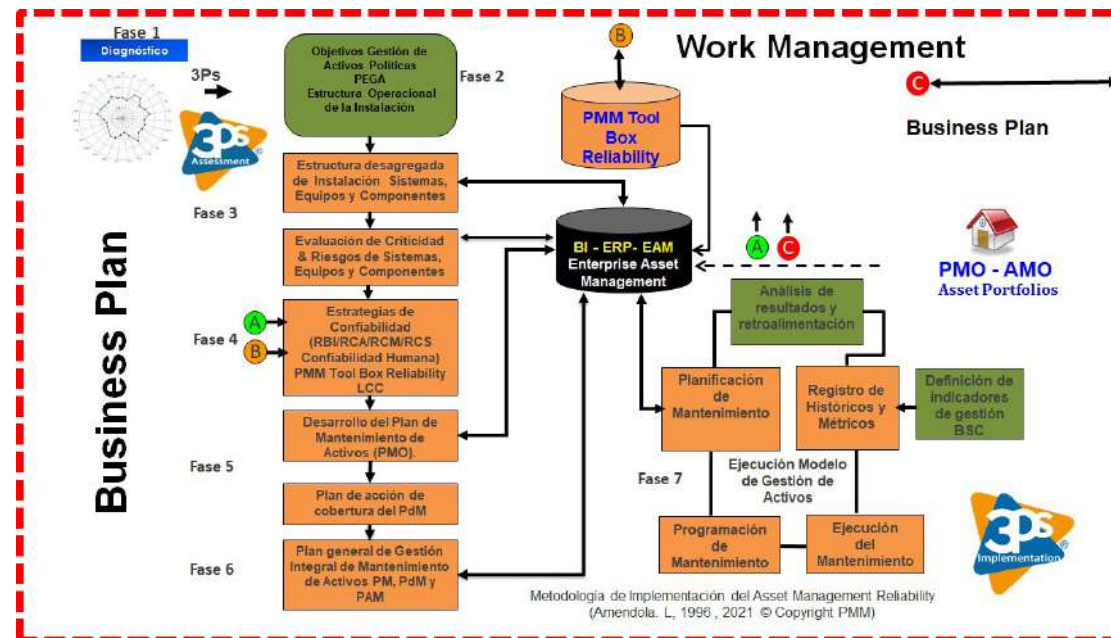 Fase 1
Diagnóstico
3Ps
3Ps
Assessment
®
Objetivos Gestión de
Activos Políticas
PEGA
Estructura Operacional
de la Instalación
Fase 2
B
Work Management
C
Business Plan
PMM Tool
Box
Reliability
Estructura desagregada
de Instalación Sistemas,
Equipos y Componentes
Fase 3
Evaluación de Criticidad
& Riesgos de Sistemas,
Equipos y Componentes
BI - ERP- EAM
Enterprise Asset
Management
A
C
PMO - AMO
Asset Portfolios
Business Plan
A
B
Fase 4
Estrategias de
Confiabilidad
(RBI/RCA/RCM/RCS
Confiabilidad Humana)
PMM Tool Box Reliability
LCC
Análisis de
resultados y
retroalimentación
Planificación
de
Mantenimiento
Registro de
Históricos y
Métricos
Definición de
indicadores
de gestión
BSC
Desarrollo del Plan de
Mantenimiento de
Activos (PMO).
Fase 5
Fase 7
Ejecución Modelo
de Gestión de
Activos
Plan de acción de
cobertura del PdM
Programación
de
Mantenimiento
Ejecución
del
Mantenimiento
3Ps
Implementation
®
Fase 6
Plan general de Gestión
Integral de Mantenimiento
de Activos PM, PdM y
PAM
Metodología de Implementación del Asset Management Reliability
(Amendola. L, 1996 , 2021 © Copyright PMM)